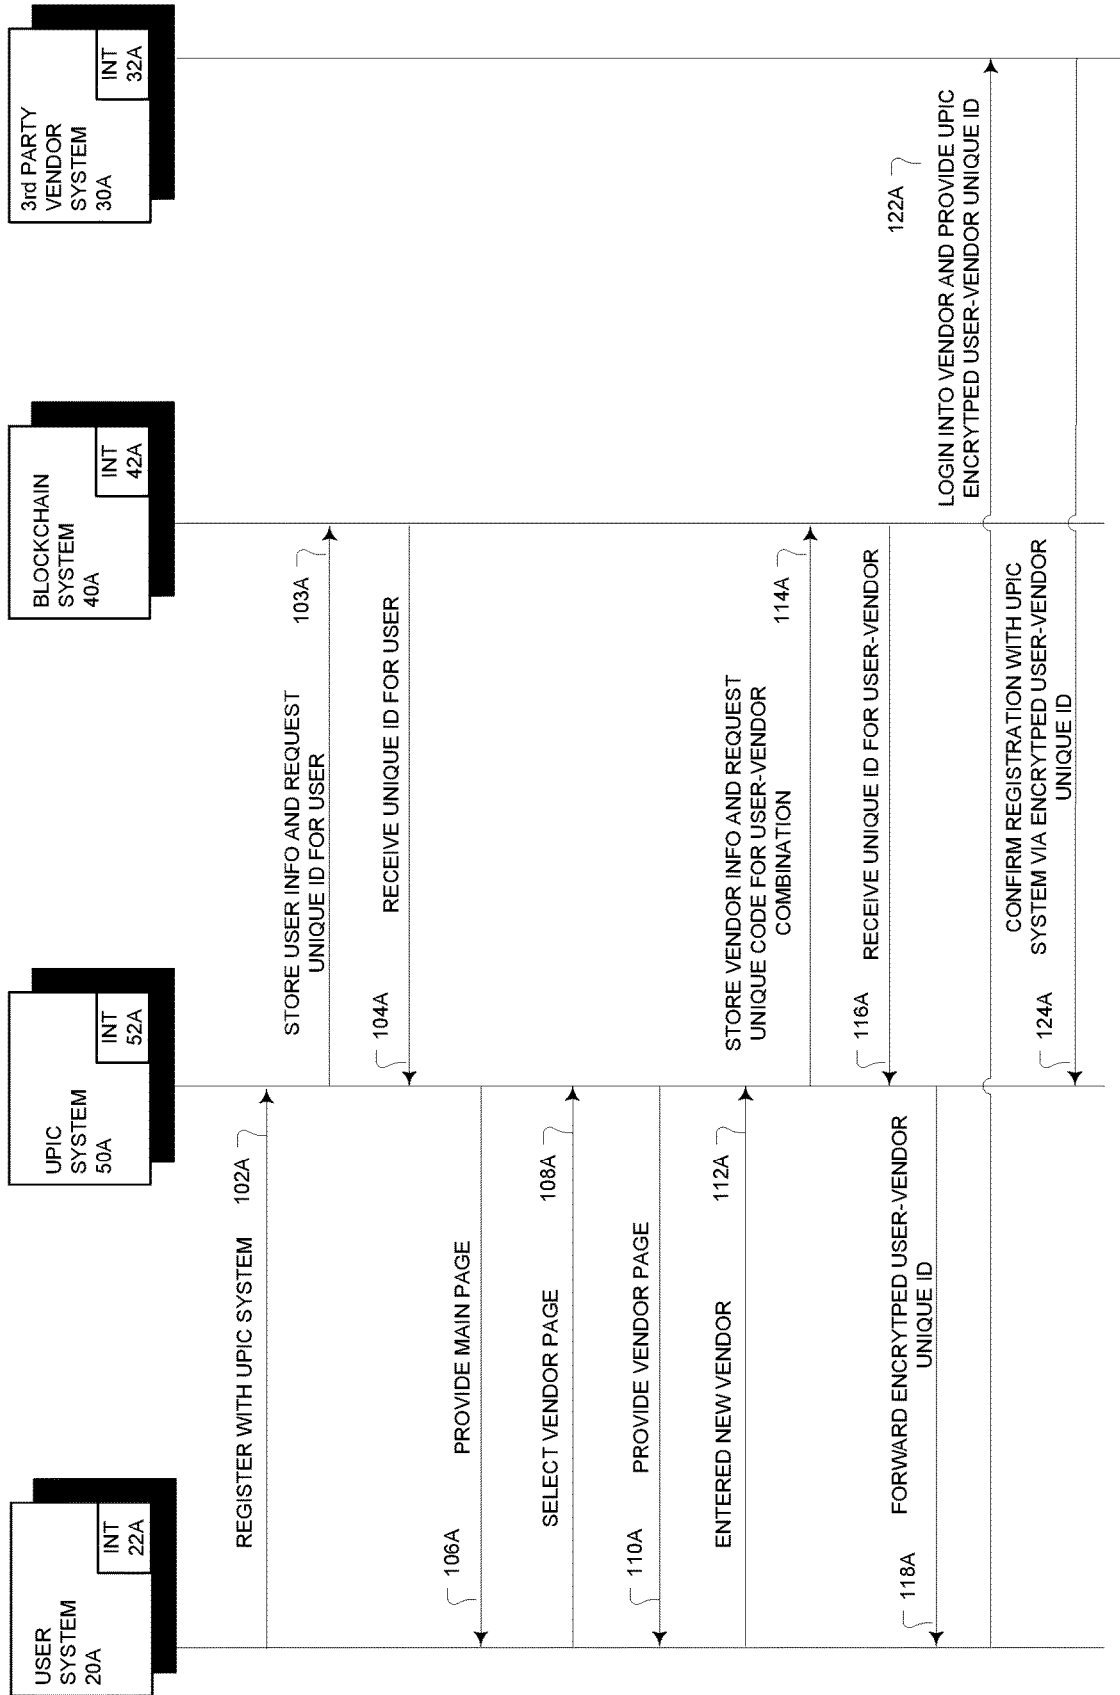 USER
SYSTEM
20A
INT
22A
UPIC
SYSTEM
50A
INT
52A
BLOCKCHAIN
SYSTEM
40A
INT
42A
3rd PARTY
VENDOR
SYSTEM
30A
INT
32A
REGISTER WITH UPIC SYSTEM
102A
STORE USER INFO AND REQUEST
UNIQUE ID FOR USER
103A
104A
RECEIVE UNIQUE ID FOR USER
106A
PROVIDE MAIN PAGE
SELECT VENDOR PAGE
108A
110A
PROVIDE VENDOR PAGE
ENTERED NEW VENDOR
112A
STORE VENDOR INFO AND REQUEST
UNIQUE CODE FOR USER-VENDOR
COMBINATION
114A
116A
RECEIVE UNIQUE ID FOR USER-VENDOR
118A
FORWARD ENCRYTPED USER-VENDOR
UNIQUE ID
122A
LOGIN INTO VENDOR AND PROVIDE UPIC
ENCRYTPED USER-VENDOR UNIQUE ID
124A
CONFIRM REGISTRATION WITH UPIC
SYSTEM VIA ENCRYTPED USER-VENDOR
UNIQUE ID